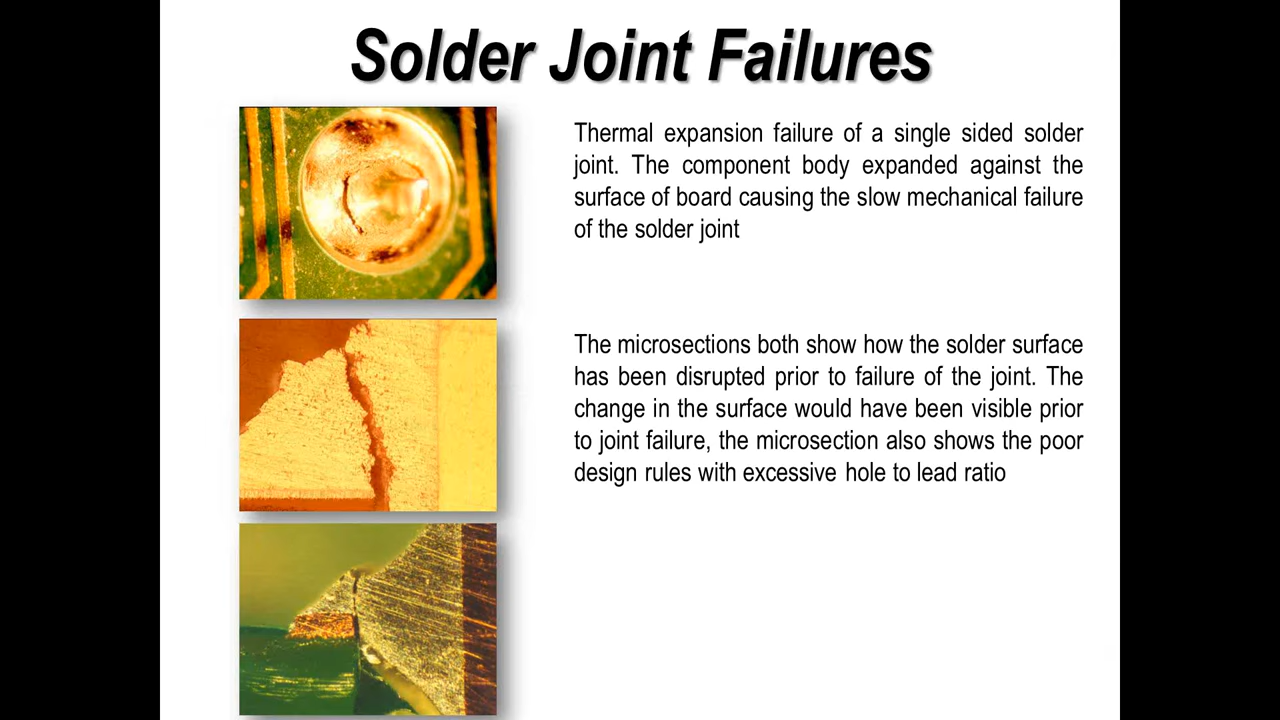 Solder Joint Failures
Thermal expansion failure of a single sided solder
joint. The component body expanded against the
surface of board causing the slow mechanical failure
of the solder joint
The microsections both show how the solder surface
has been disrupted prior to failure of the joint. The
change in the surface would have been visible prior
to joint failure, the microsection also shows the poor
design rules with excessive hole to lead ratio